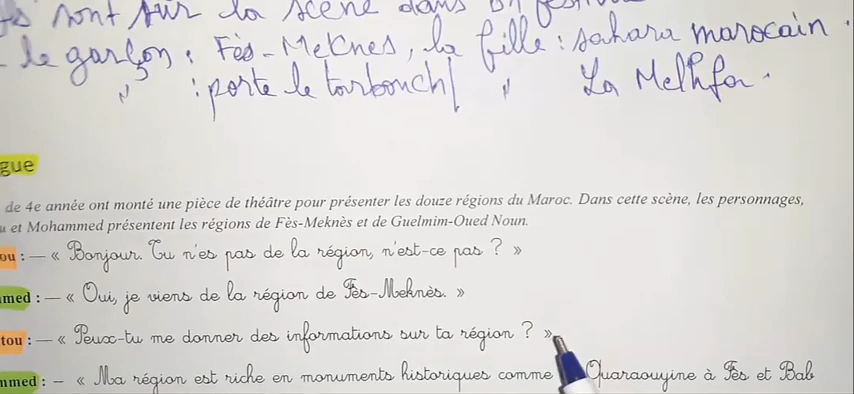 sont sur la scène dans un
- le garçon : Fès-Meknes, la fille : sahara marocain.
" : porte le tarbouch / " La Melhfa.
gue
de 4e année ont monté une pièce de théâtre pour présenter les douze régions du Maroc. Dans cette scène, les personnages,
u et Mohammed présentent les régions de Fès-Meknès et de Guelmim-Oued Noun.
ou : — « Bonjour. Tu n'es pas de la région, n'est-ce pas ? »
med : — « Oui, je viens de la région de Fès-Meknès. »
tou : — « Peux-tu me donner des informations sur ta région ? »
mmed : – « Ma région est riche en monuments historiques comme Quaraouyine à Fès et Bab